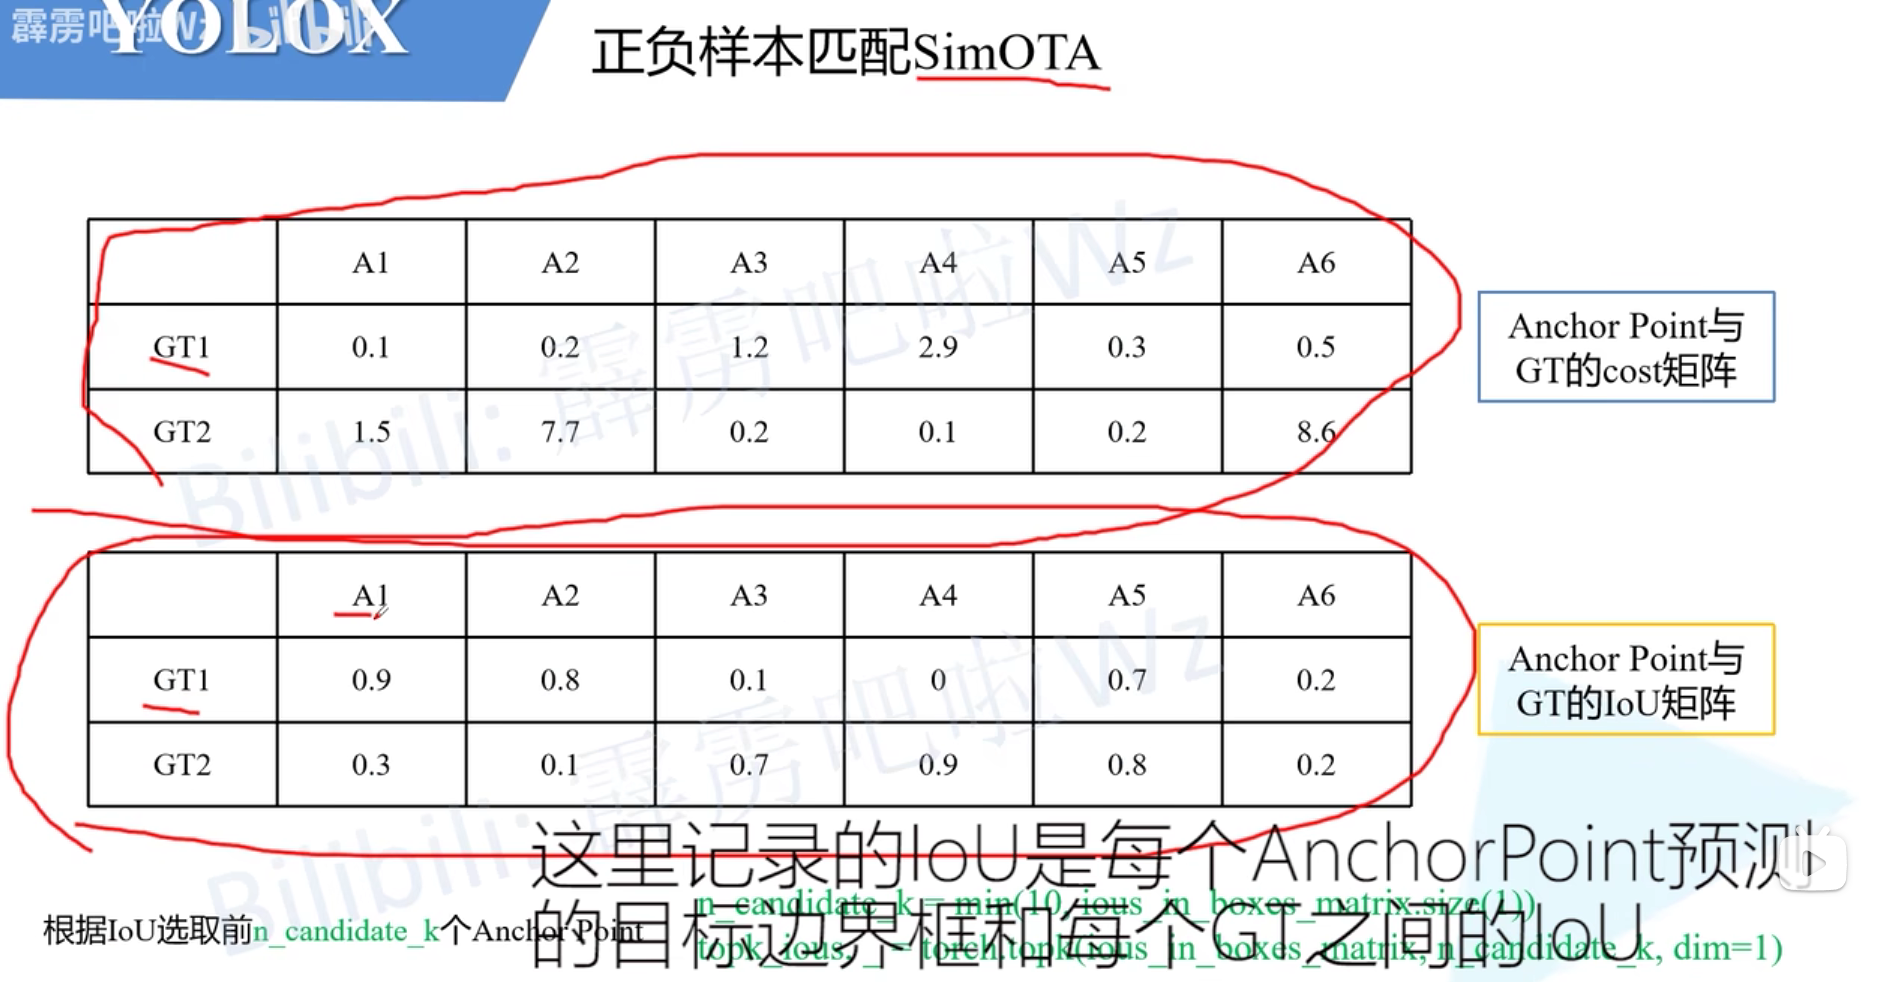 霹雳吧啦Wz bilibili
YOLOX
正负样本匹配SimOTA
A1 A2 A3 A4 A5 A6
GT1 0.1 0.2 1.2 2.9 0.3 0.5
GT2 1.5 7.7 0.2 0.1 0.2 8.6
Anchor Point与
GT的cost矩阵
Bilibili: 霹雳吧啦Wz
A1 A2 A3 A4 A5 A6
GT1 0.9 0.8 0.1 0 0.7 0.2
GT2 0.3 0.1 0.7 0.9 0.8 0.2
Anchor Point与
GT的IoU矩阵
Bilibili: 霹雳吧啦Wz
这里记录的IoU是每个AnchorPoint预测
的目标边界框和每个GT之间的IoU
根据IoU选取前n_candidate_k个Anchor Point
n_candidate_k = min(10, ious_in_boxes_matrix.size(1))
topk_ious, _ = torch.topk(ious_in_boxes_matrix, n_candidate_k, dim=1)